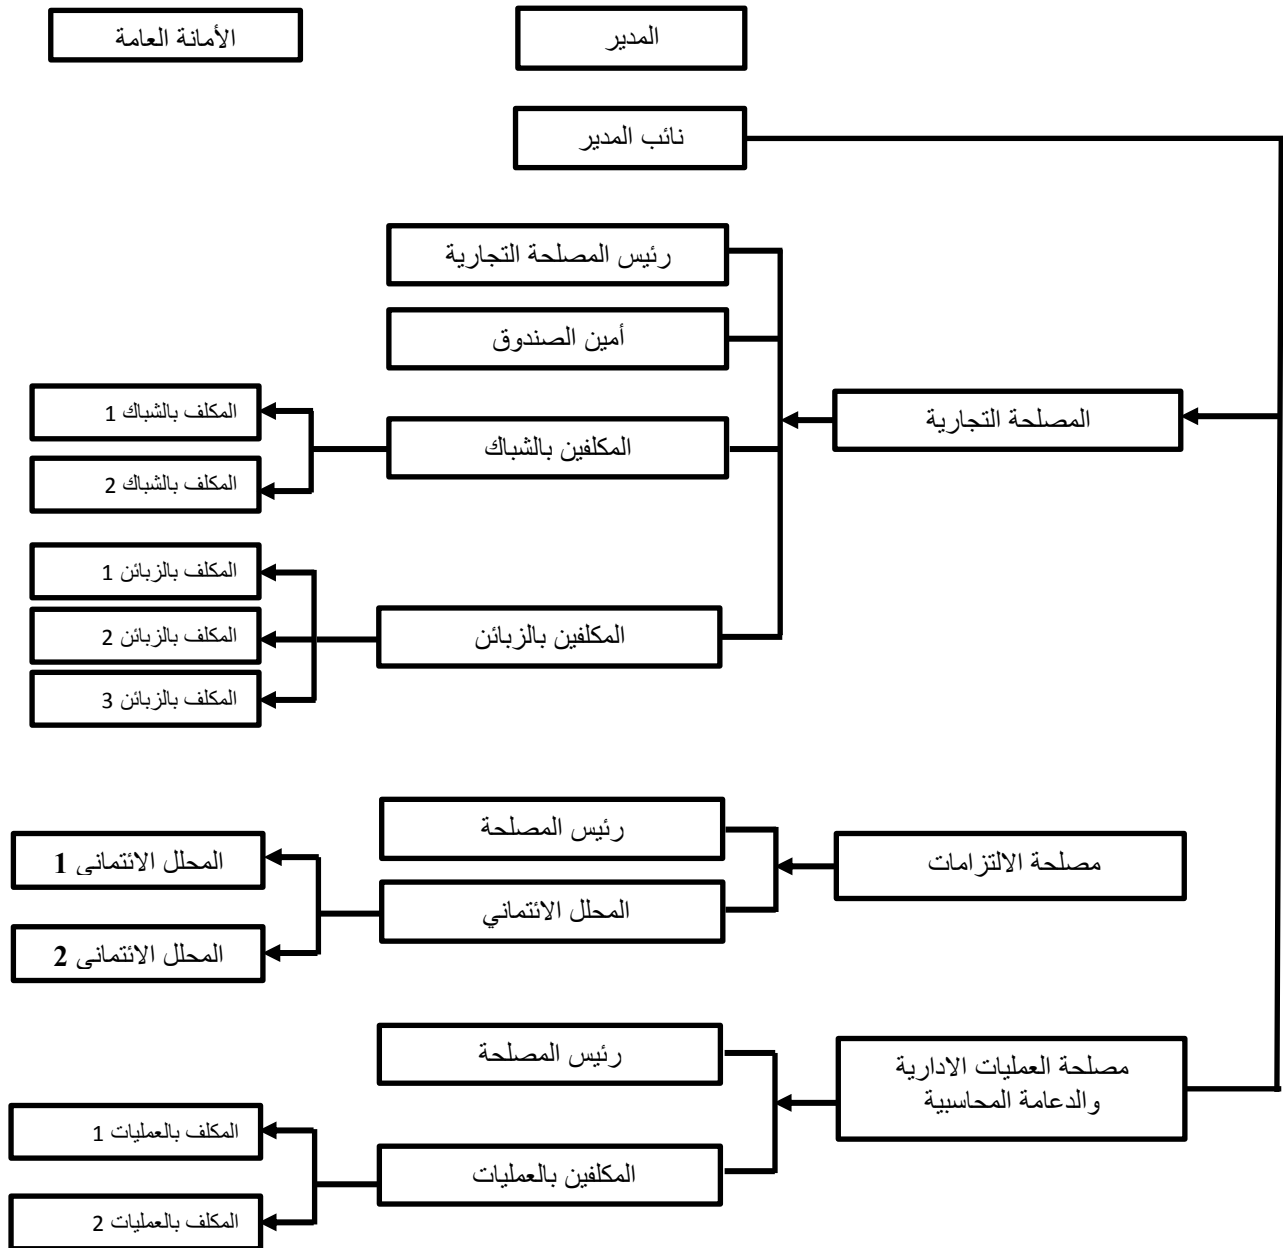 المدير
الأمانة العامة
نائب المدير
رئيس المصلحة التجارية
أمين الصندوق
المصلحة التجارية
المكلفين بالشباك
المكلف بالشباك 1
المكلف بالشباك 2
المكلفين بالزبائن
المكلف بالزبائن 1
المكلف بالزبائن 2
المكلف بالزبائن 3
مصلحة الالتزامات
رئيس المصلحة
المحلل الائتماني
المحلل الائتمانى 1
المحلل الائتمانى 2
مصلحة العمليات الادارية
والدعامة المحاسبية
رئيس المصلحة
المكلفين بالعمليات
المكلف بالعمليات 1
المكلف بالعمليات 2